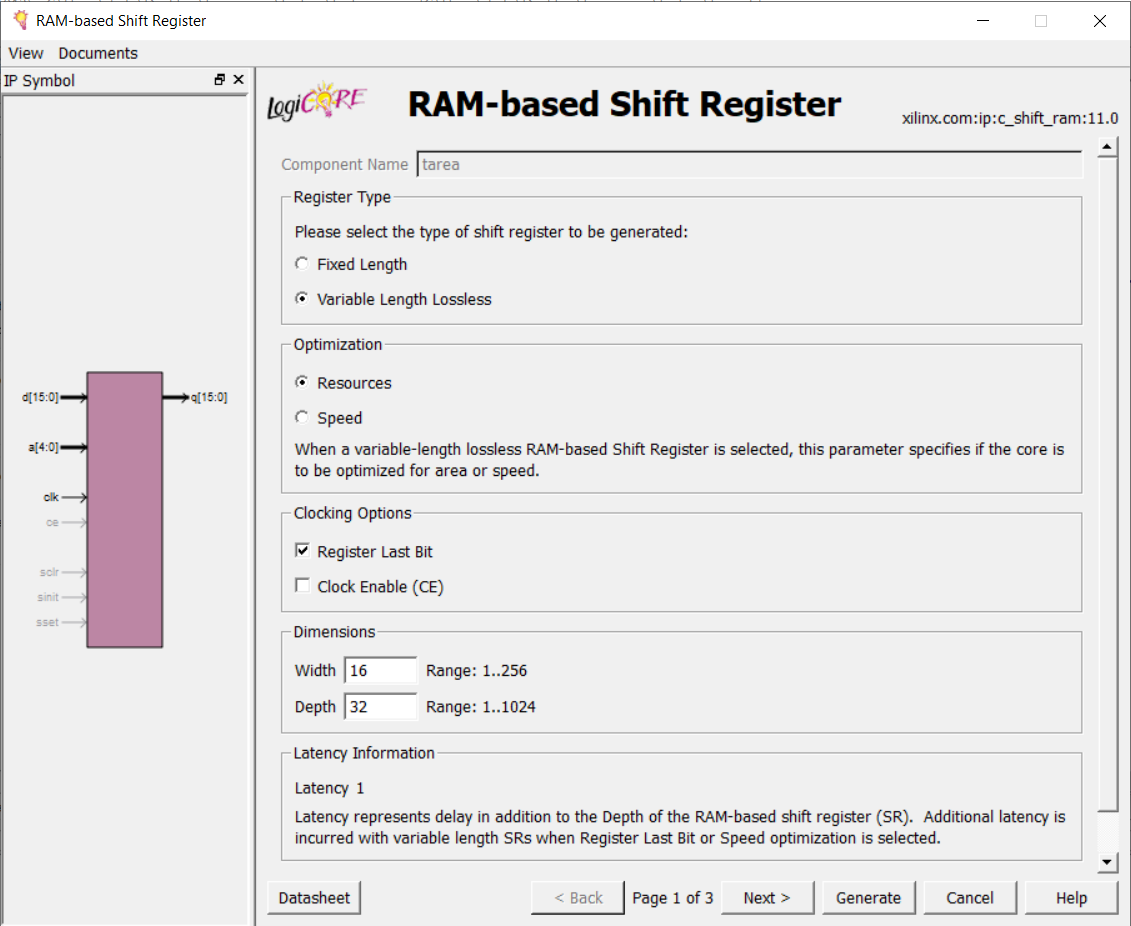 RAM-based Shift Register
View Documents
IP Symbol
d[15:0]
q[15:0]
a[4:0]
clk
ce
sclr
sinit
sset
LogiCORE
RAM-based Shift Register
xilinx.com:ip:c_shift_ram:11.0
Component Name tarea
Register Type
Please select the type of shift register to be generated:
Fixed Length
Variable Length Lossless
Optimization
Resources
Speed
When a variable-length lossless RAM-based Shift Register is selected, this parameter specifies if the core is
to be optimized for area or speed.
Clocking Options
Register Last Bit
Clock Enable (CE)
Dimensions
Width 16 Range: 1..256
Depth 32 Range: 1..1024
Latency Information
Latency 1
Latency represents delay in addition to the Depth of the RAM-based shift register (SR). Additional latency is
incurred with variable length SRs when Register Last Bit or Speed optimization is selected.
Datasheet < Back Page 1 of 3 Next > Generate Cancel Help